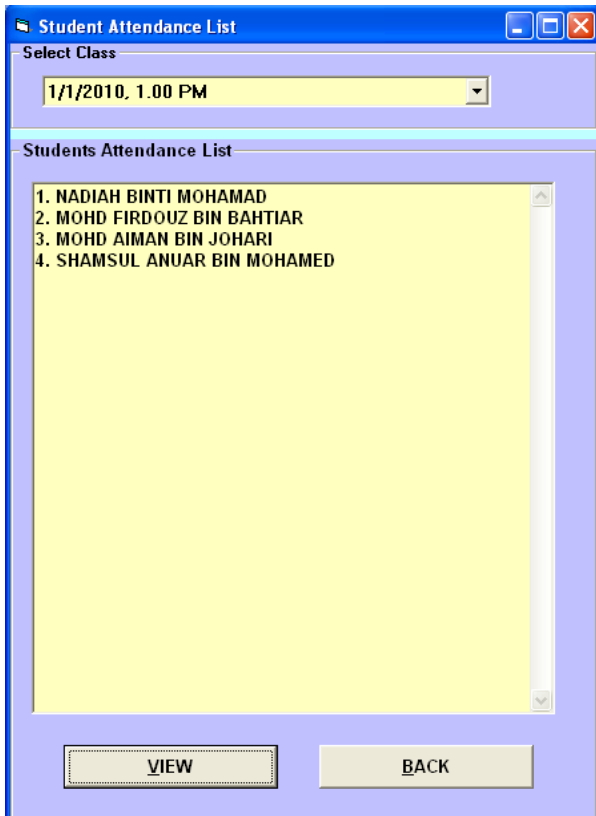 Student Attendance List
Select Class
1/1/2010, 1.00 PM
Students Attendance List
1. NADIAH BINTI MOHAMAD
2. MOHD FIRDOUZ BIN BAHTIAR
3. MOHD AIMAN BIN JOHARI
4. SHAMSUL ANUAR BIN MOHAMED
VIEW
BACK